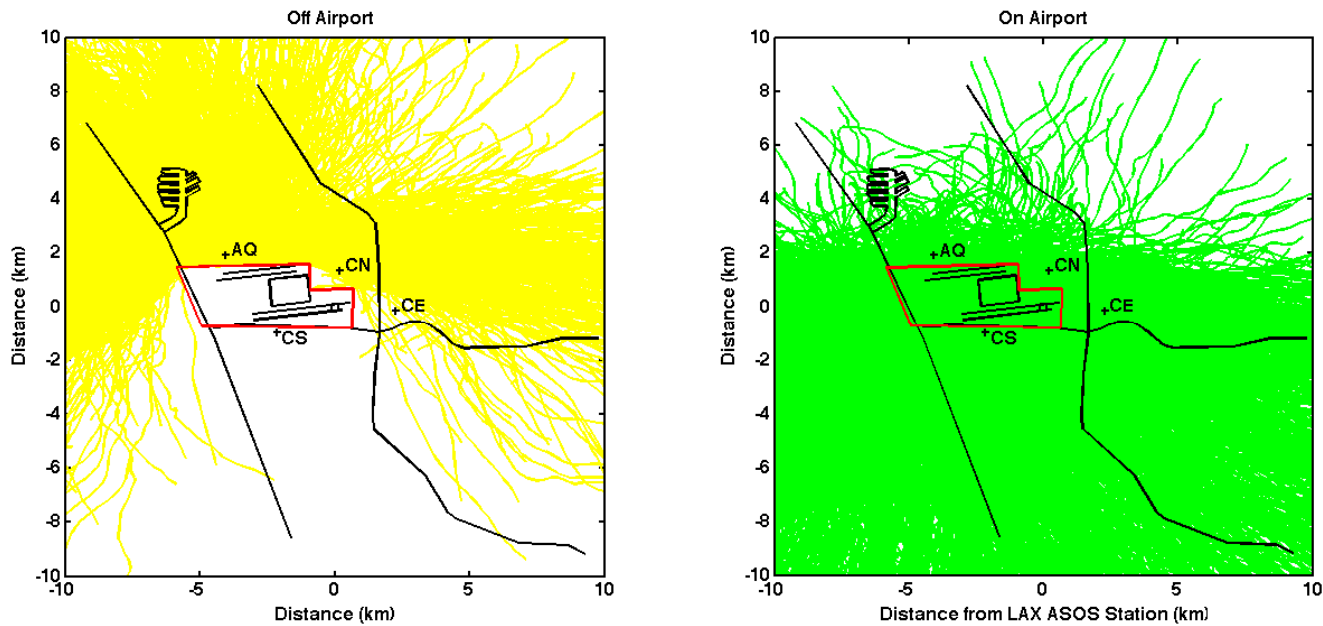 Off Airport
10
8
6
4
2
0
-2
-4
-6
-8
-10
Distance (km)
+AQ
+CN
+CE
+CS
-10
-5
0
5
10
Distance (km)
On Airport
10
8
6
4
2
0
-2
-4
-6
-8
-10
Distance (km)
+AQ
+CN
+CE
+CS
-10
-5
0
5
10
Distance from LAX ASOS Station (km)